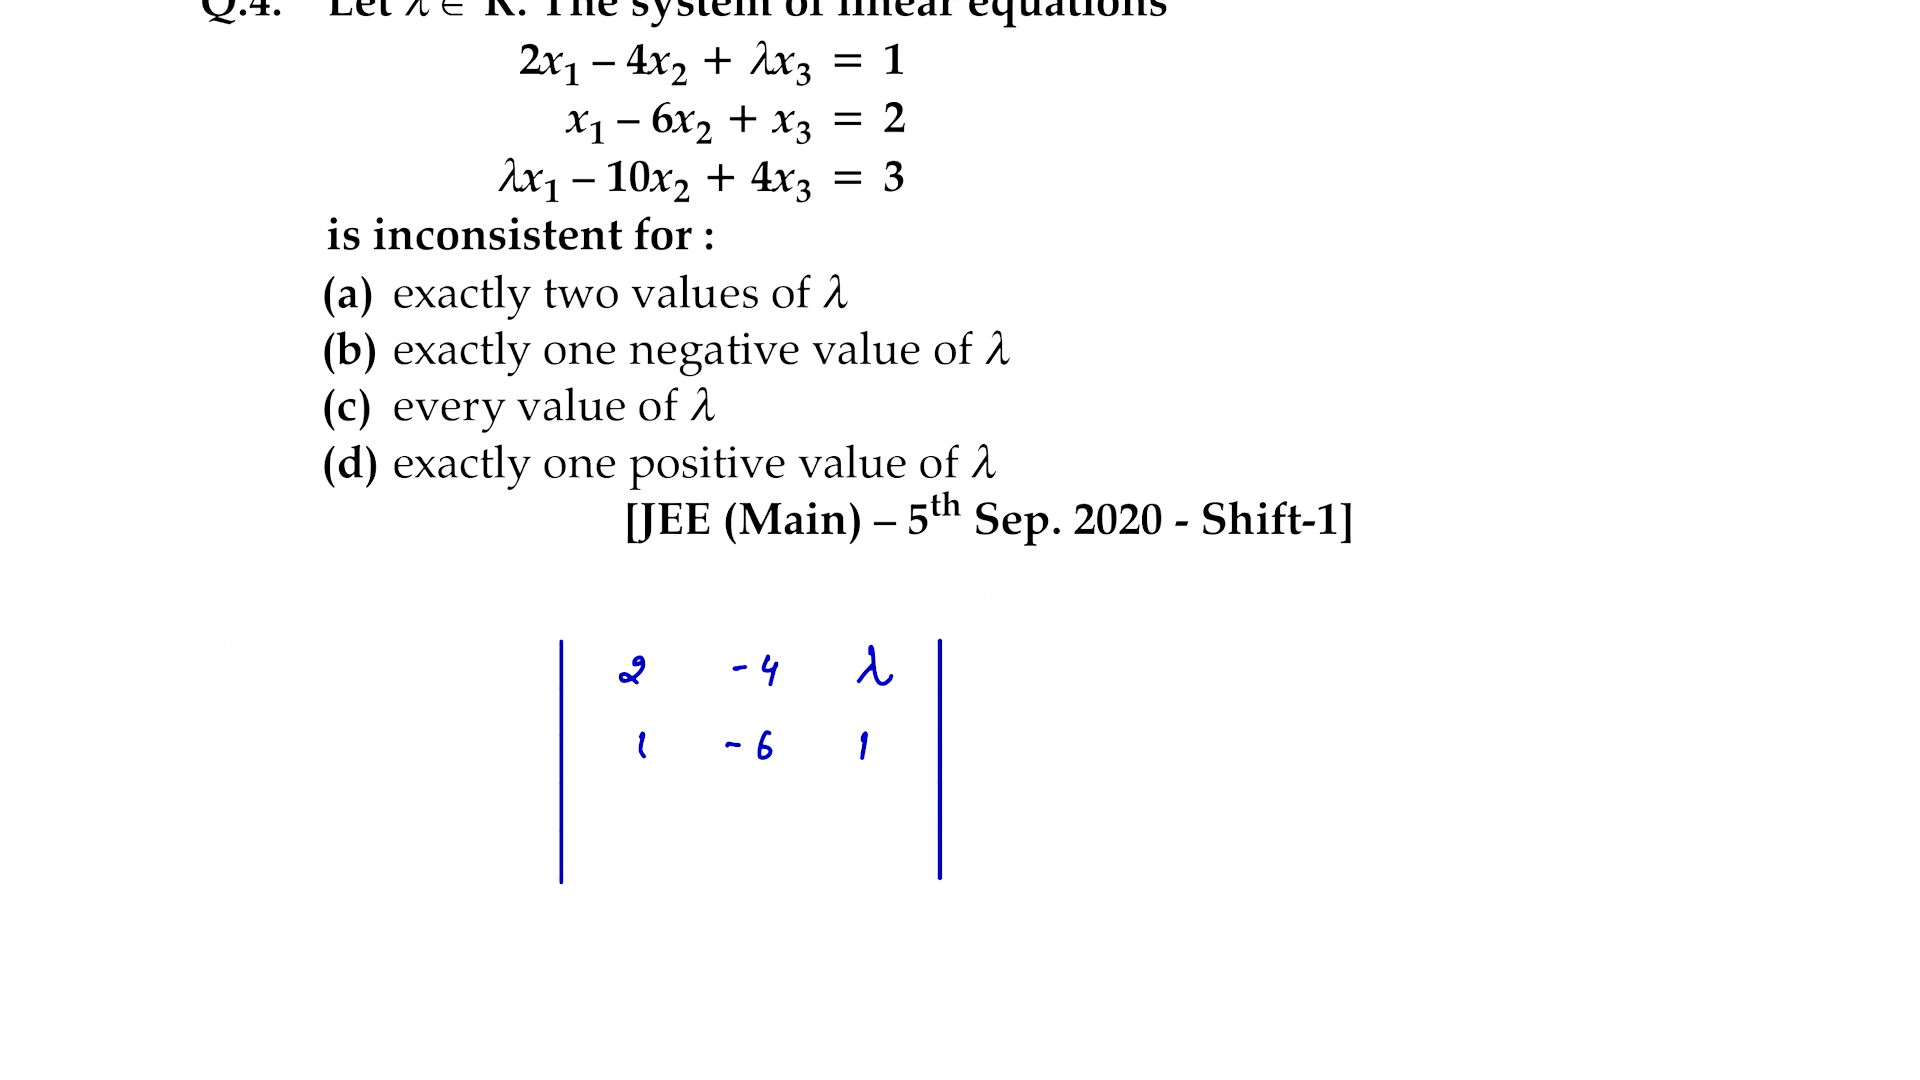 Q.4. Let λ ∈ R. The system of linear equations
2x₁ – 4x₂ + λx₃ = 1
x₁ – 6x₂ + x₃ = 2
λx₁ – 10x₂ + 4x₃ = 3
is inconsistent for :
(a) exactly two values of λ
(b) exactly one negative value of λ
(c) every value of λ
(d) exactly one positive value of λ
[JEE (Main) – 5th Sep. 2020 - Shift-1]
2 -4 λ
1 -6 1